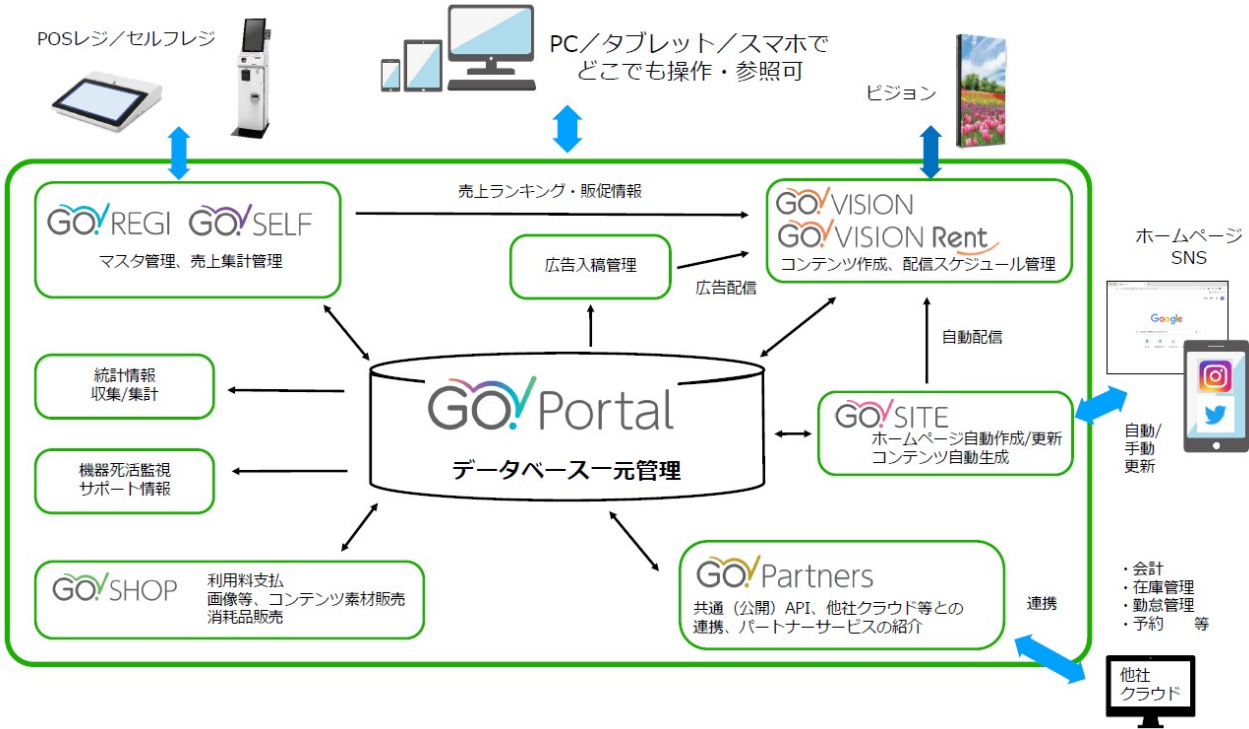 POSレジ／セルフレジ
PC／タブレット／スマホで
どこでも操作・参照可
ビジョン
GO! REGI GO! SELF
マスタ管理、売上集計管理
売上ランキング・販促情報
GO! VISION
GO! VISION Rent
コンテンツ作成、配信スケジュール管理
広告入稿管理
広告配信
自動配信
ホームページ
SNS
Google
統計情報
収集/集計
GO! Portal
データベース一元管理
GO! SITE
ホームページ自動作成/更新
コンテンツ自動生成
自動/
手動
更新
機器死活監視
サポート情報
GO! SHOP
利用料支払
画像等、コンテンツ素材販売
消耗品販売
GO! Partners
共通（公開）API、他社クラウド等との
連携、パートナーサービスの紹介
連携
・会計
・在庫管理
・勤怠管理
・予約　　等
他社
クラウド